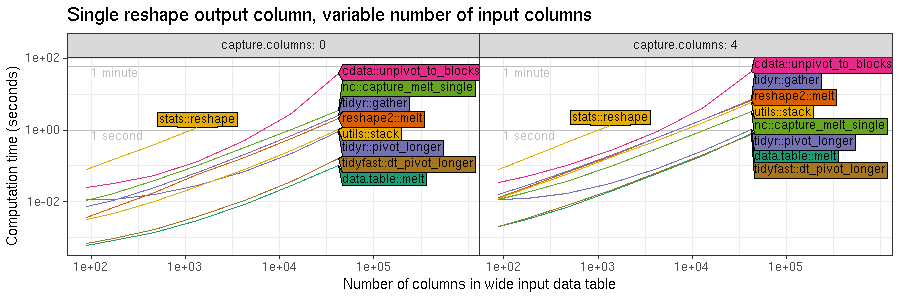 Single reshape output column, variable number of input columns
capture.columns: 0
capture.columns: 4
Computation time (seconds)
1e+02
1e+00
1e-02
1 minute
1 second
stats::reshape
cdata::unpivot_to_blocks
nc::capture_melt_single
tidyr::gather
reshape2::melt
utils::stack
tidyr::pivot_longer
tidyfast::dt_pivot_longer
data.table::melt
1 minute
1 second
stats::reshape
cdata::unpivot_to_blocks
tidyr::gather
reshape2::melt
utils::stack
nc::capture_melt_single
tidyr::pivot_longer
data.table::melt
tidyfast::dt_pivot_longer
1e+02 1e+03 1e+04 1e+05
1e+02 1e+03 1e+04 1e+05
Number of columns in wide input data table